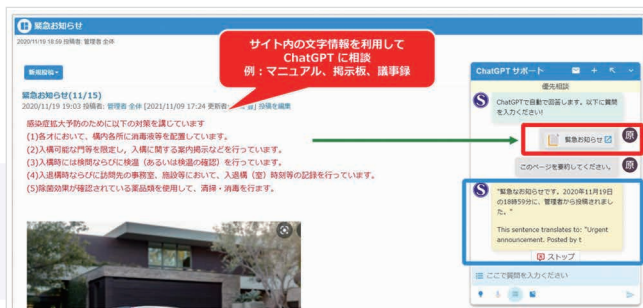 緊急お知らせ
2020/11/19 18:59 投稿者: 管理者 全体
新規投稿
サイト内の文字情報を利用して
ChatGPT に相談
例：マニュアル、掲示板、議事録
緊急お知らせ(11/15)
2020/11/19 19:03 投稿者: 管理者 全体 [2021/11/09 17:24 更新者: 投稿を編集
感染症拡大予防のために以下の対策を講じています
(1)各オにおいて、構内各所に消毒液等を配置しています。
(2)入構可能な門等を限定し、入構に関する案内掲示などを行っています。
(3)入構時には検問ならびに検温（あるいは検温の確認）を行っています。
(4)入退構時ならびに訪問先の事務室、施設等において、入退構（室）時刻等の記録を行っています。
(5)除菌効果が確認されている薬品類を使用して、清掃・消毒を行ます。
ChatGPT サポート
優先相談
S
ChatGPTで自動で回答します。以下に質問
を入力ください!
緊急お知らせ
原
このページを要約してください。
原
S
"緊急なお知らせです。2020年11月19日
の18時59分に、管理者から投稿されまし
た。"
This sentence translates to: "Urgent
announcement. Posted by t
ストップ
ここで質問を入力ください